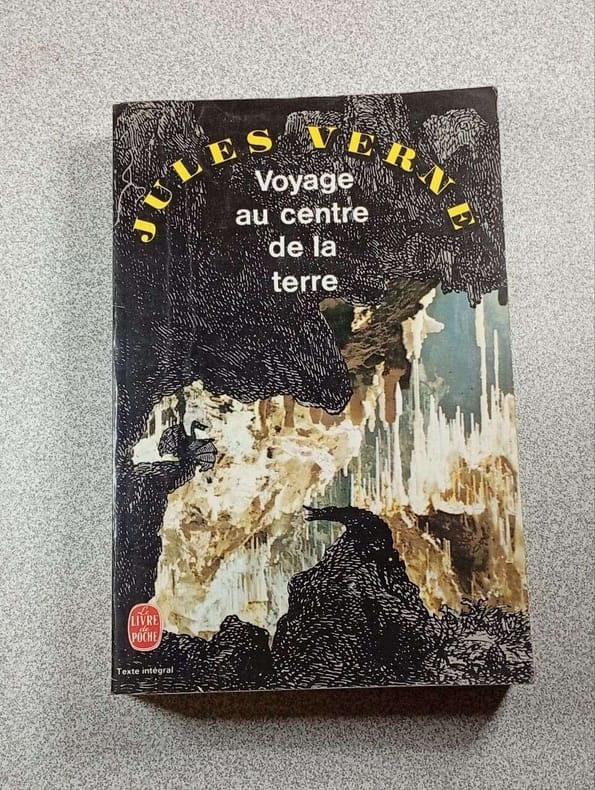 JULES VERNE
Voyage
au centre
de la
terre
Le
LIVRE
de
POCHE
Texte intégral